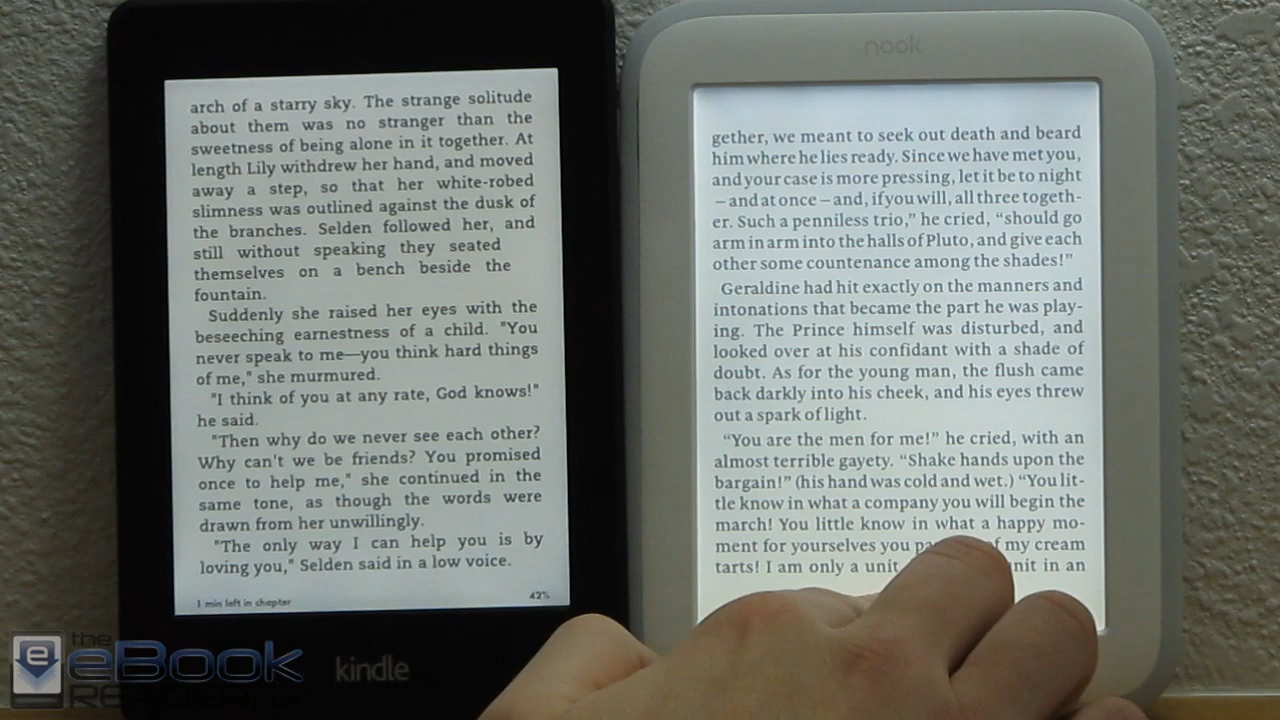 arch of a starry sky. The strange solitude
about them was no stranger than the
sweetness of being alone in it together. At
length Lily withdrew her hand, and moved
away a step, so that her white-robed
slimness was outlined against the dusk of
the branches. Selden followed her, and
still without speaking they seated
themselves on a bench beside the
fountain.
Suddenly she raised her eyes with the
beseeching earnestness of a child. "You
never speak to me—you think hard things
of me," she murmured.
"I think of you at any rate, God knows!"
he said.
"Then why do we never see each other?
Why can't we be friends? You promised
once to help me," she continued in the
same tone, as though the words were
drawn from her unwillingly.
"The only way I can help you is by
loving you," Selden said in a low voice.
1 min left in chapter
42%
kindle
nook
gether, we meant to seek out death and beard
him where he lies ready. Since we have met you,
and your case is more pressing, let it be to night
– and at once – and, if you will, all three togeth-
er. Such a penniless trio,” he cried, “should go
arm in arm into the halls of Pluto, and give each
other some countenance among the shades!”
Geraldine had hit exactly on the manners and
intonations that became the part he was play-
ing. The Prince himself was disturbed, and
looked over at his confidant with a shade of
doubt. As for the young man, the flush came
back darkly into his cheek, and his eyes threw
out a spark of light.
“You are the men for me!” he cried, with an
almost terrible gayety. “Shake hands upon the
bargain!” (his hand was cold and wet.) “You lit-
tle know in what a company you will begin the
march! You little know in what a happy mo-
ment for yourselves you of my cream
tarts! I am only a unit unit in an
the
eBook
READER